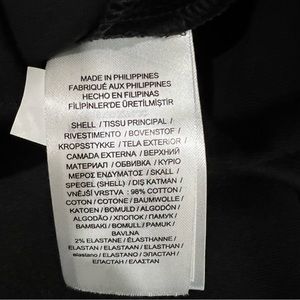 MADE IN PHILIPPINES
FABRIQUÉ AUX PHILIPPINES
HECHO EN FILIPINAS
FİLİPİNLER'DE ÜRETİLMİŞTİR
SHELL / TISSU PRINCIPAL /
RIVESTIMENTO / BOVENSTOF /
KROPSSTYKKE / TELA EXTERIOR /
CAMADA EXTERNA / ВЕРХНИЙ
МАТЕРИАЛ / ОБВИВКА / ΚΥΡΙΟ
ΜΕΡΟΣ ΕΝΔΥΜΑΤΟΣ / SKALL /
SPEGEL (SHELL) / DIŞ KATMAN /
VNĚJŠÍ VRSTVA : 98% COTTON /
COTON / COTONE / BAUMWOLLE /
KATOEN / BOMULD / ALGODÓN /
ALGODÃO / ХЛОПОК / ПАМУК /
ΒΑΜΒΑΚΙ / BOMULL / PAMUK /
BAVLNA
2% ELASTANE / ÉLASTHANNE /
ELASTAN / ELASTAAN / ELASTHAN /
elastano / ELASTANO / ЭЛАСТАН /
ЕЛАСТАН / ΕΛΑΣΤΑΝ